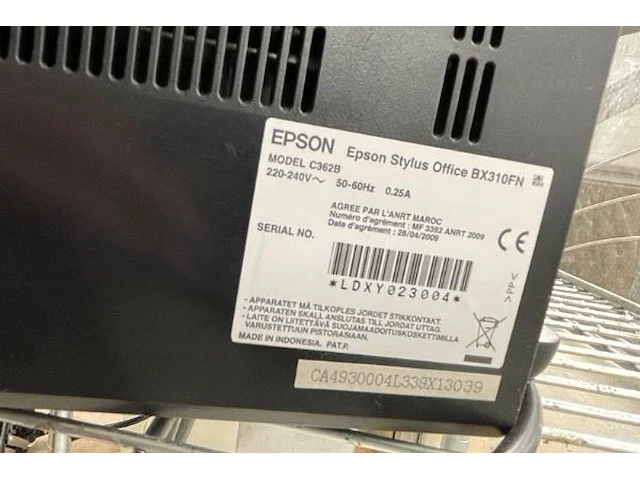 EPSON Epson Stylus Office BX310FN
MODEL C362B
220-240V～ 50-60Hz 0.25A
AGREE PAR L'ANRT MAROC
Numéro d'agrément : MF 3392 ANRT 2009
Date d'agrément : 28/04/2009
SERIAL NO.
CE
*LDXY023004*
>PP<
- APPARATET MÅ TILKOPLES JORDET STIKKONTAKT.
- APPARATEN SKALL ANSLUTAS TILL JORDAT UTTAG.
- LAITE ON LIITETTÄVÄ SUOJAMAADOITUSKOSKETTIMILLA
VARUSTETTUUN PISTORASIAAN.
MADE IN INDONESIA. PAT.P.
CA4930004L339X13039